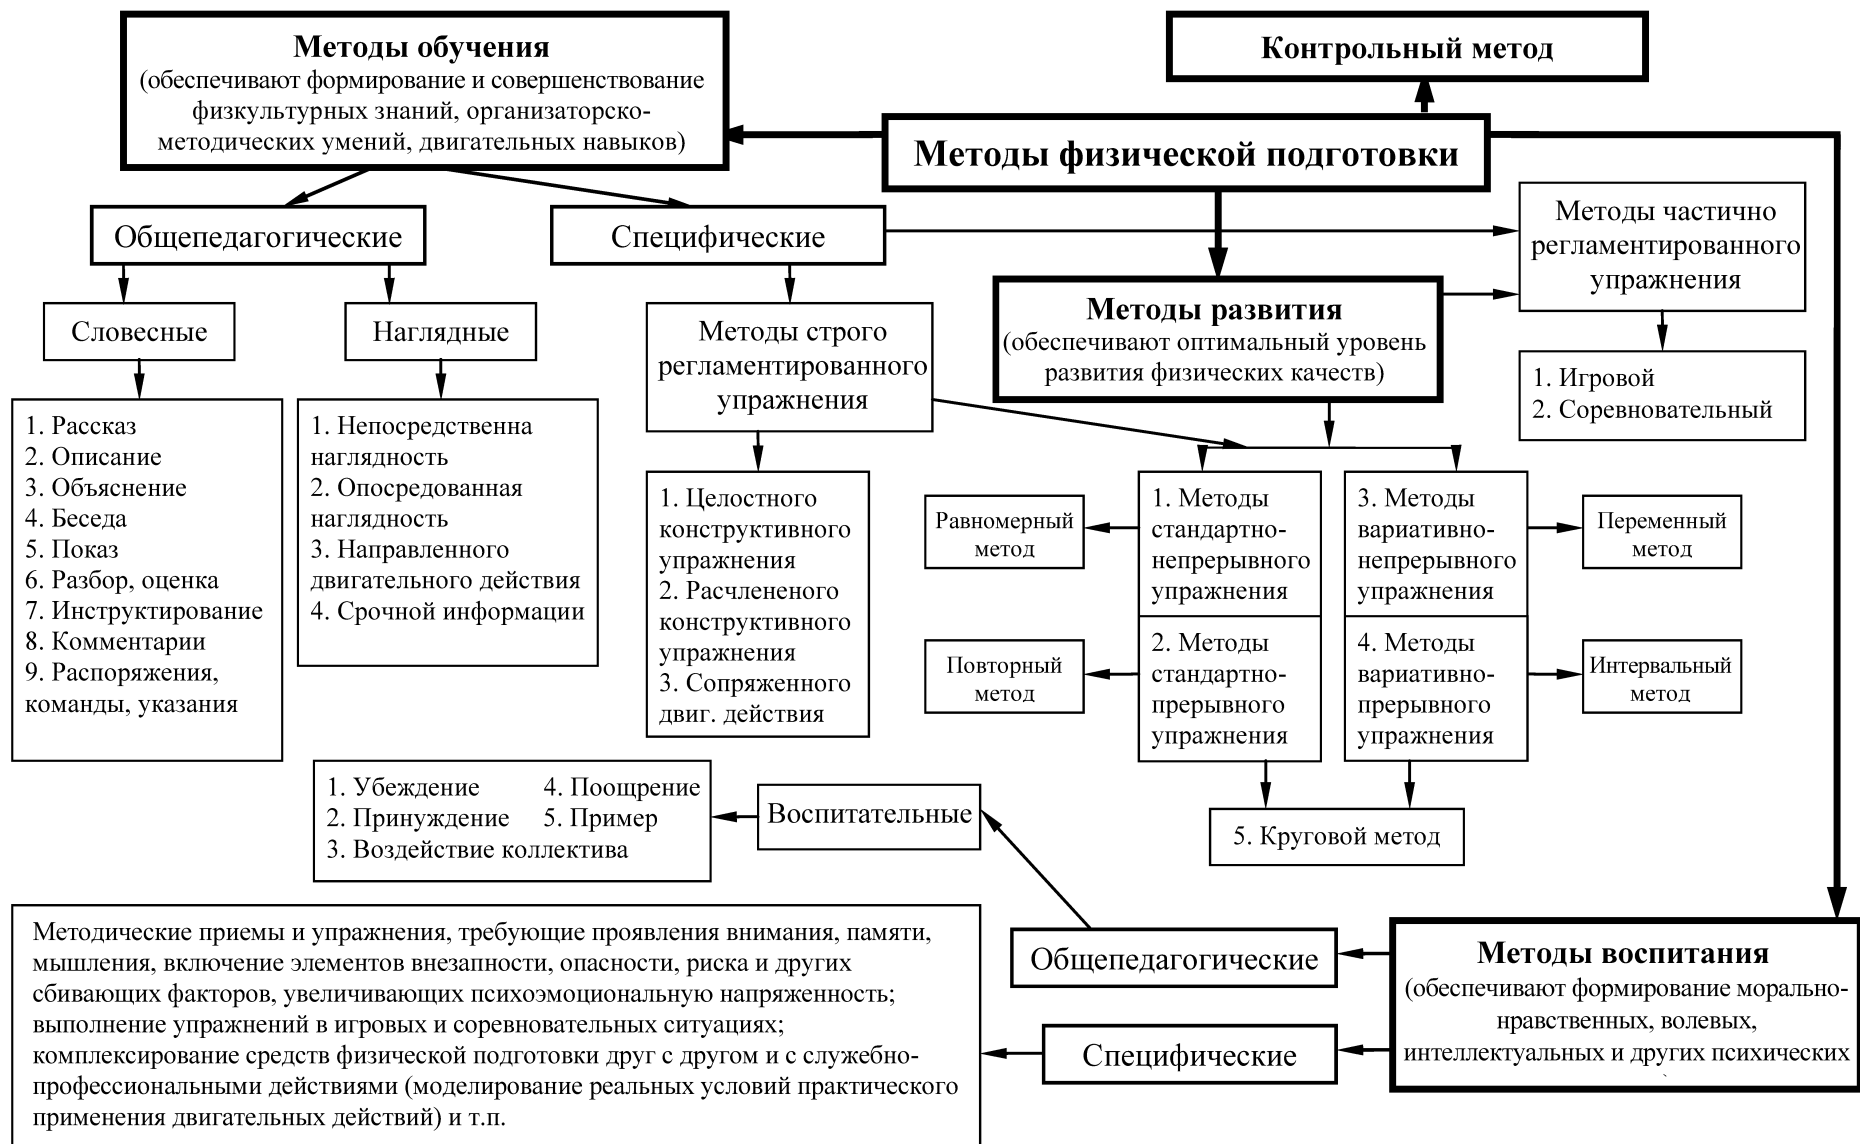 Методы обучения
(обеспечивают формирование и совершенствование
физкультурных знаний, организаторско-
методических умений, двигательных навыков)
Контрольный метод
Методы физической подготовки
Общепедагогические
Специфические
Методы частично
регламентированного
упражнения
Словесные
Наглядные
Методы строго
регламентированного
упражнения
Методы развития
(обеспечивают оптимальный уровень
развития физических качеств)
1. Игровой
2. Соревновательный
1. Рассказ
2. Описание
3. Объяснение
4. Беседа
5. Показ
6. Разбор, оценка
7. Инструктирование
8. Комментарии
9. Распоряжения,
команды, указания
1. Непосредственна
наглядность
2. Опосредованная
наглядность
3. Направленного
двигательного действия
4. Срочной информации
1. Целостного
конструктивного
упражнения
2. Расчлененого
конструктивного
упражнения
3. Сопряженного
двиг. действия
Равномерный
метод
1. Методы
стандартно-
непрерывного
упражнения
3. Методы
вариативно-
непрерывного
упражнения
Переменный
метод
Повторный
метод
2. Методы
стандартно-
прерывного
упражнения
4. Методы
вариативно-
прерывного
упражнения
Интервальный
метод
5. Круговой метод
1. Убеждение
2. Принуждение
3. Воздействие коллектива
4. Поощрение
5. Пример
Воспитательные
Методические приемы и упражнения, требующие проявления внимания, памяти,
мышления, включение элементов внезапности, опасности, риска и других
сбивающих факторов, увеличивающих психоэмоциональную напряженность;
выполнение упражнений в игровых и соревновательных ситуациях;
комплексирование средств физической подготовки друг с другом и с служебно-
профессиональными действиями (моделирование реальных условий практического
применения двигательных действий) и т.п.
Общепедагогические
Специфические
Методы воспитания
(обеспечивают формирование морально-
нравственных, волевых,
интеллектуальных и других психических